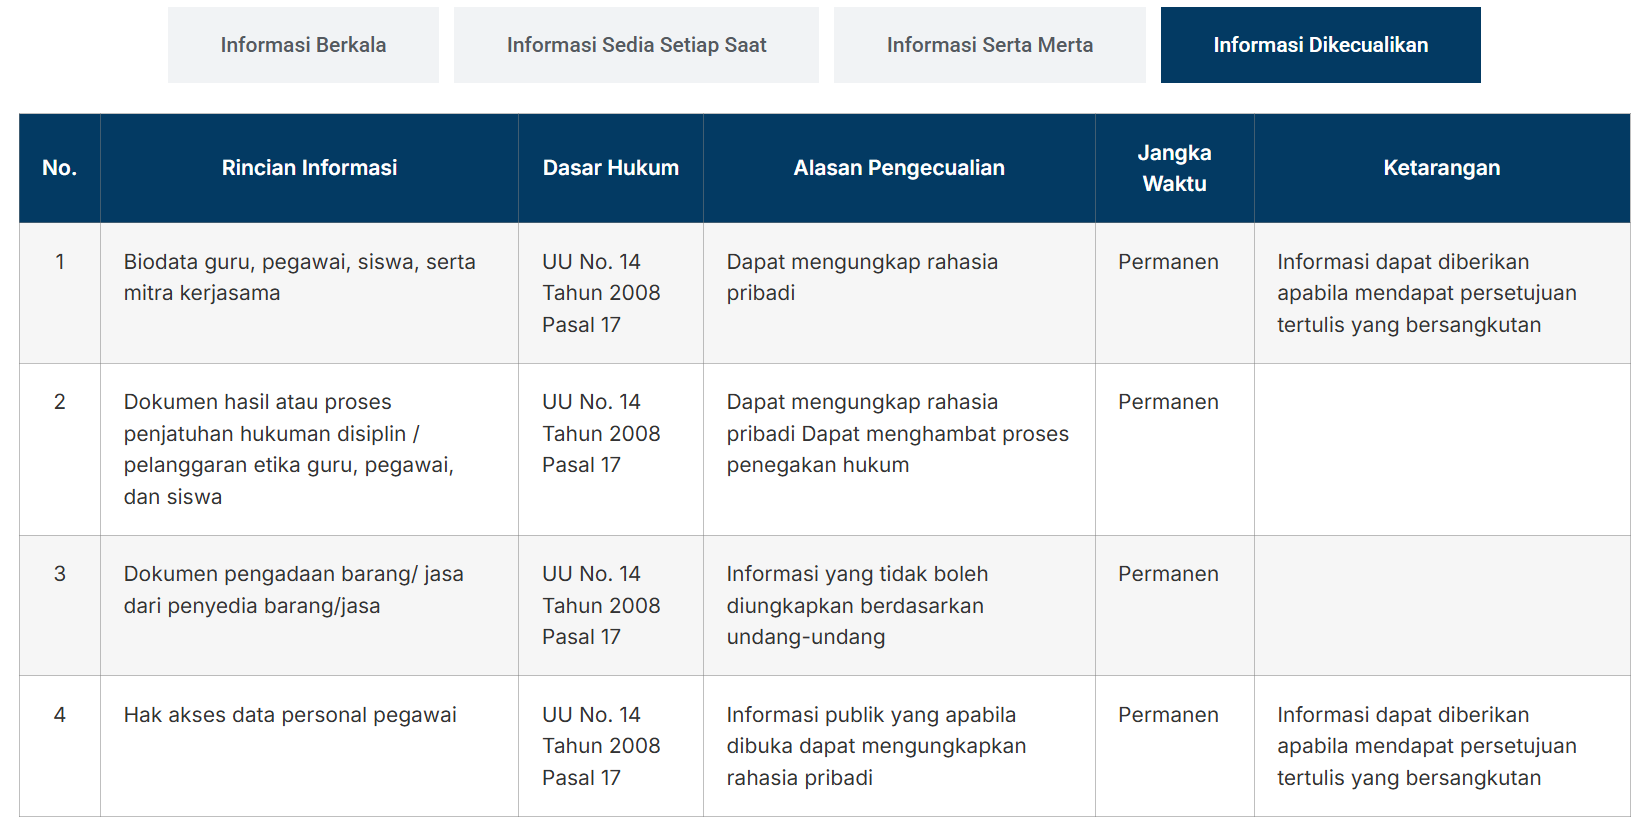 Informasi Berkala
Informasi Sedia Setiap Saat
Informasi Serta Merta
Informasi Dikecualikan
No.
Rincian Informasi
Dasar Hukum
Alasan Pengecualian
Jangka
Waktu
Ketarangan
1
Biodata guru, pegawai, siswa, serta
mitra kerjasama
UU No. 14
Tahun 2008
Pasal 17
Dapat mengungkap rahasia
pribadi
Permanen
Informasi dapat diberikan
apabila mendapat persetujuan
tertulis yang bersangkutan
2
Dokumen hasil atau proses
penjatuhan hukuman disiplin /
pelanggaran etika guru, pegawai,
dan siswa
UU No. 14
Tahun 2008
Pasal 17
Dapat mengungkap rahasia
pribadi Dapat menghambat proses
penegakan hukum
Permanen
3
Dokumen pengadaan barang/ jasa
dari penyedia barang/jasa
UU No. 14
Tahun 2008
Pasal 17
Informasi yang tidak boleh
diungkapkan berdasarkan
undang-undang
Permanen
4
Hak akses data personal pegawai
UU No. 14
Tahun 2008
Pasal 17
Informasi publik yang apabila
dibuka dapat mengungkapkan
rahasia pribadi
Permanen
Informasi dapat diberikan
apabila mendapat persetujuan
tertulis yang bersangkutan